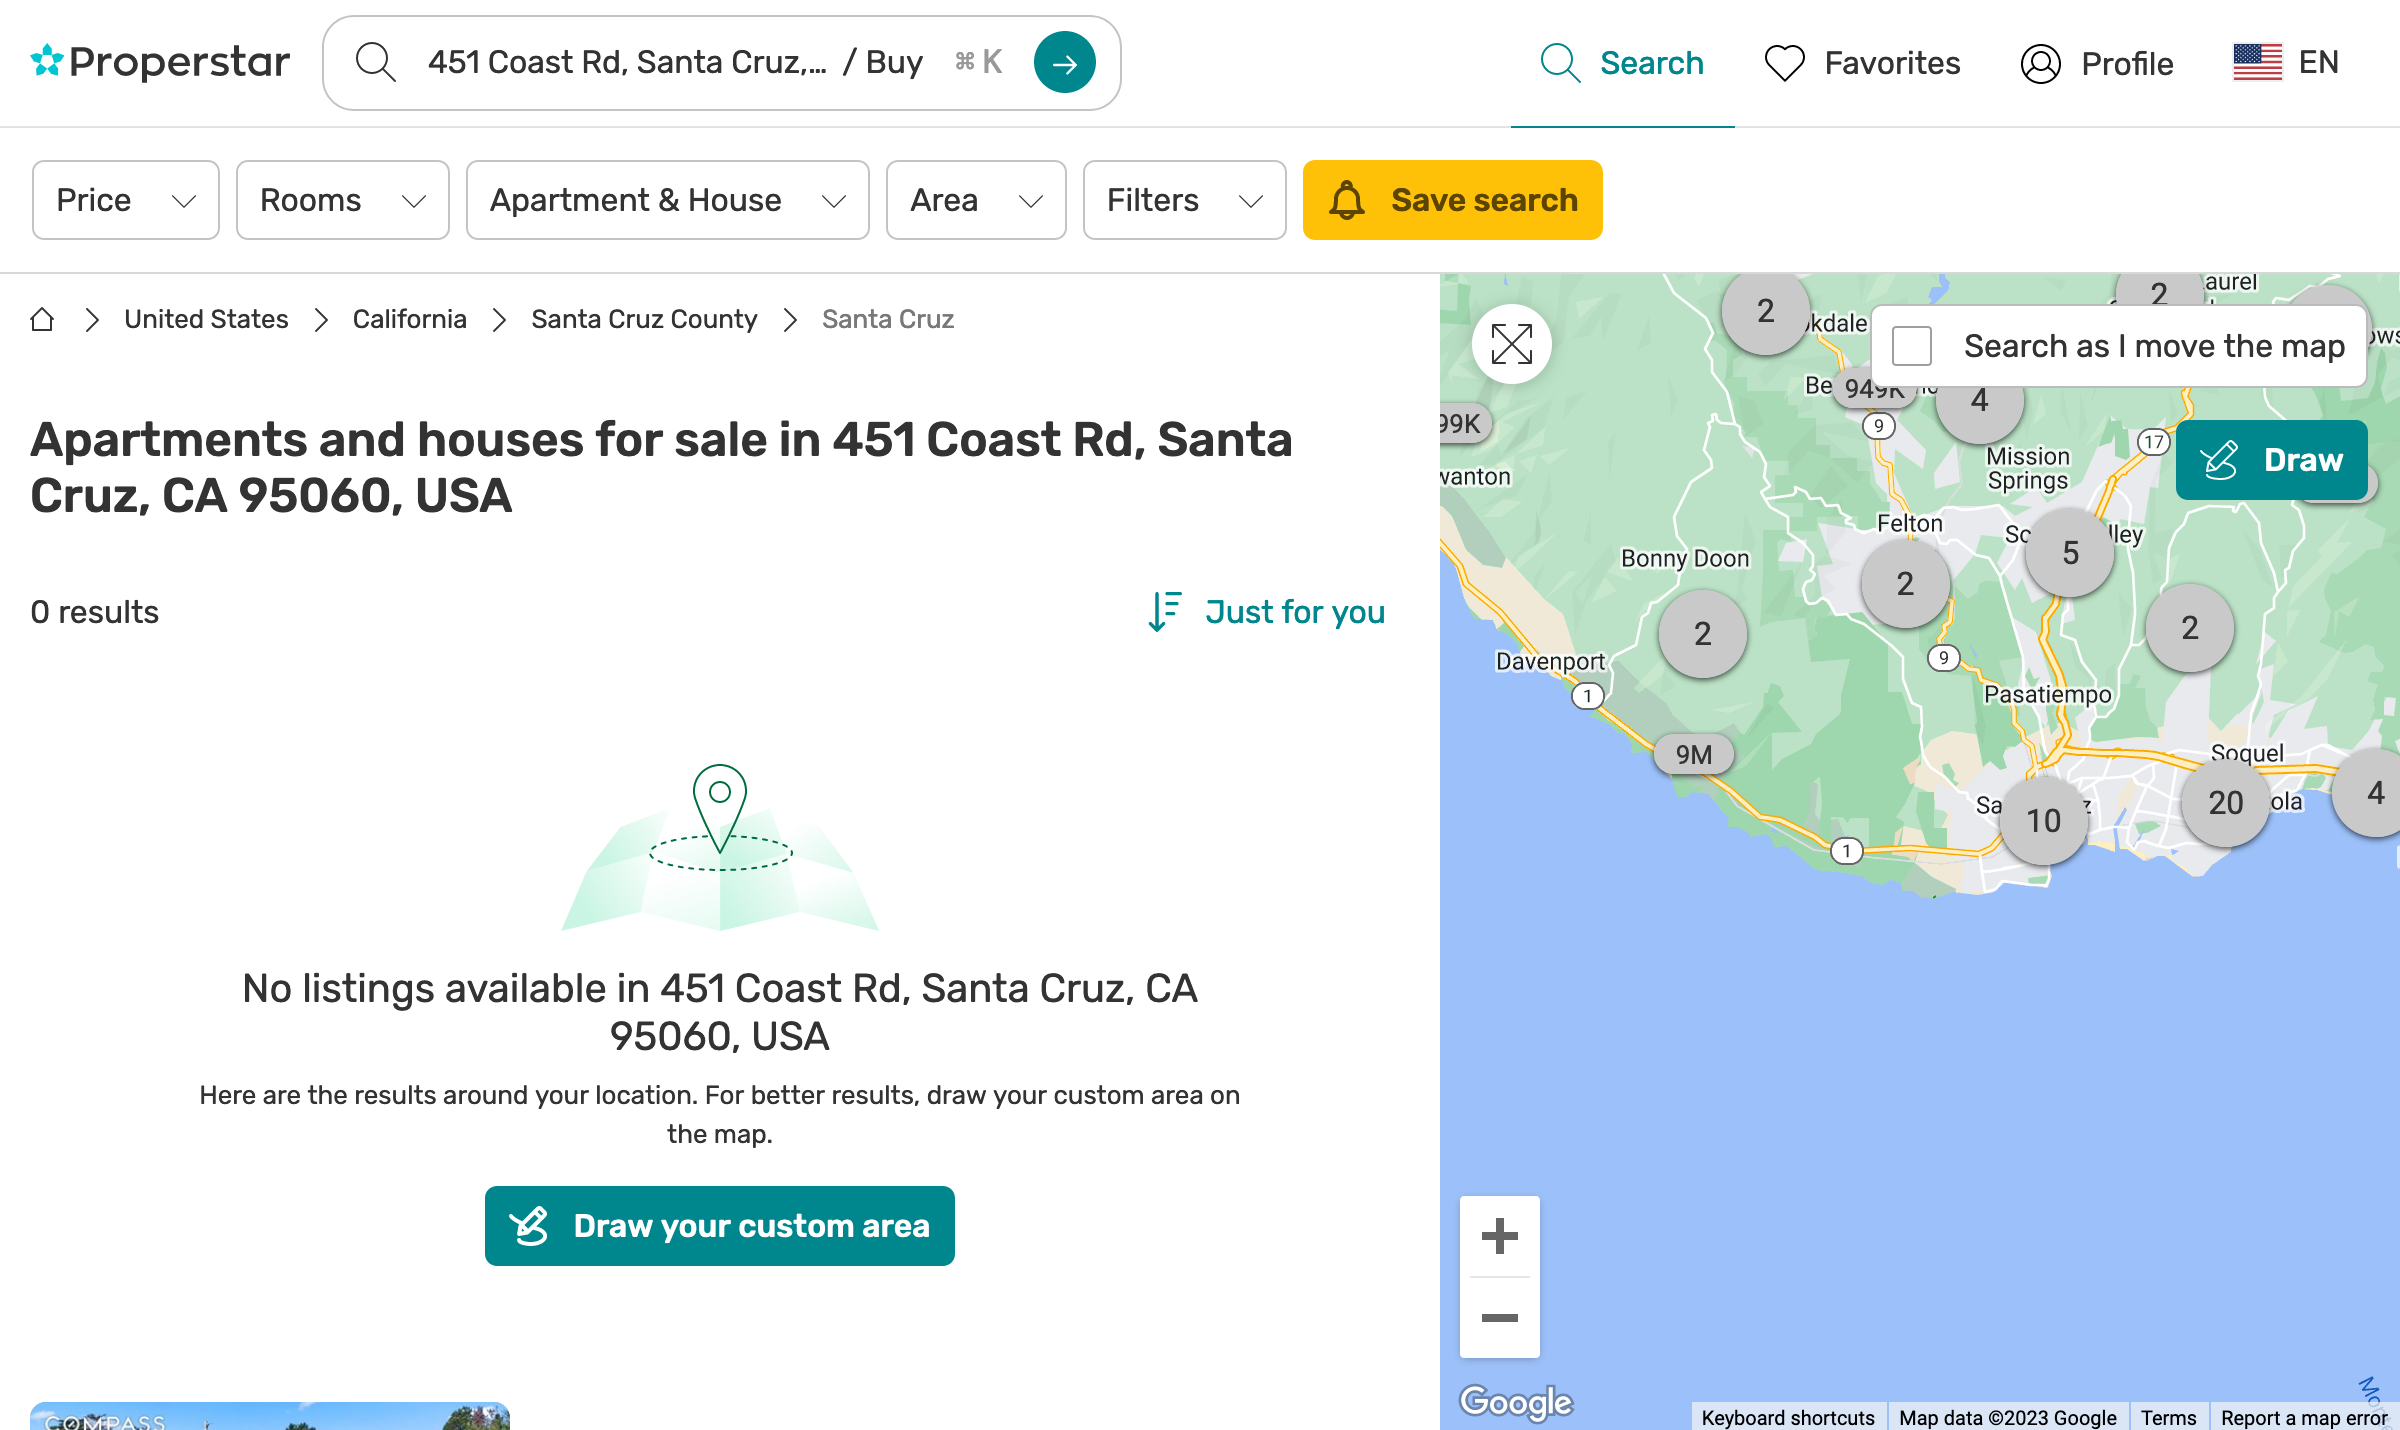 Properstar
451 Coast Rd, Santa Cruz,... / Buy ⌘ K
Search
Favorites
Profile
EN
Price
Rooms
Apartment & House
Area
Filters
Save search
United States
California
Santa Cruz County
Santa Cruz
Apartments and houses for sale in 451 Coast Rd, Santa
Cruz, CA 95060, USA
0 results
Just for you
No listings available in 451 Coast Rd, Santa Cruz, CA
95060, USA
Here are the results around your location. For better results, draw your custom area on
the map.
Draw your custom area
COMPASS
2
2
aurel
kdale
Search as I move the map
ows
Be
949K
4
99K
9
17
Draw
Mission
Springs
wanton
Felton
Sc
lley
5
Bonny Doon
2
2
2
Davenport
9
1
Pasatiempo
9M
Soquel
Sa
z
10
20
ola
4
1
Google
Keyboard shortcuts
Map data ©2023 Google
Terms
Report a map error